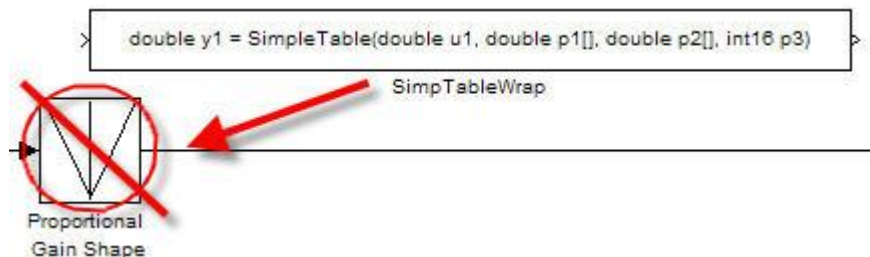 double y1 = SimpleTable(double u1, double p1[], double p2[], int16 p3)
SimpTableWrap
Proportional
Gain Shape